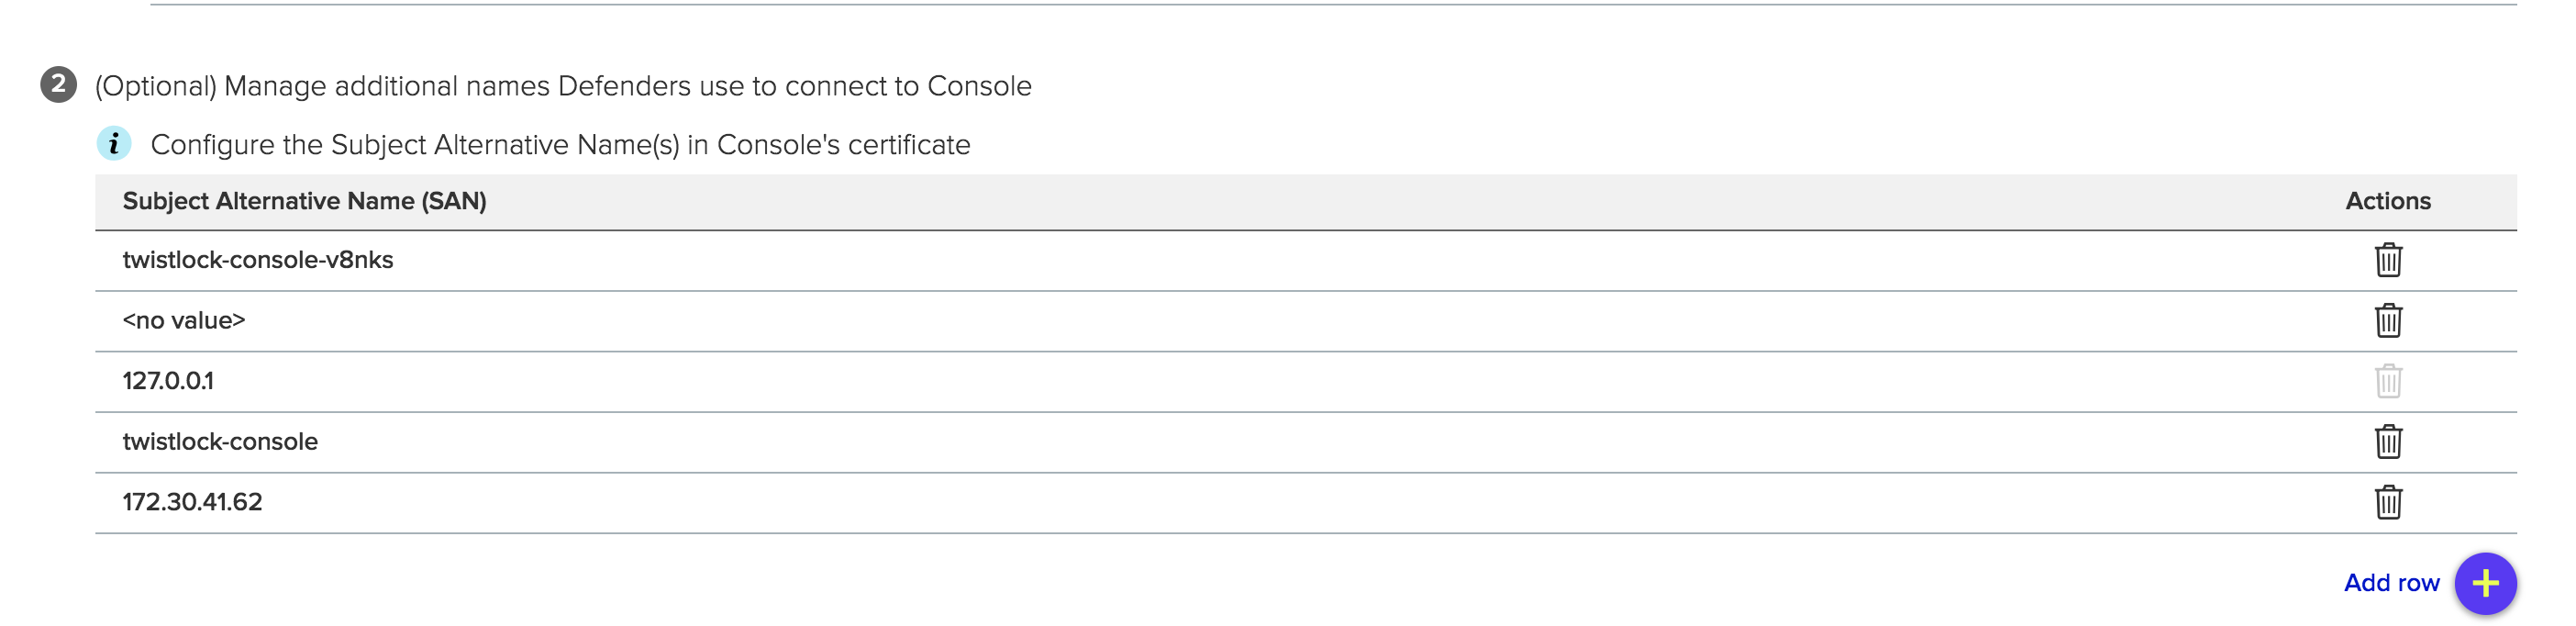 2 (Optional) Manage additional names Defenders use to connect to Console
i Configure the Subject Alternative Name(s) in Console's certificate
Subject Alternative Name (SAN) Actions
twistlock-console-v8nks
<no value>
127.0.0.1
twistlock-console
172.30.41.62
Add row +